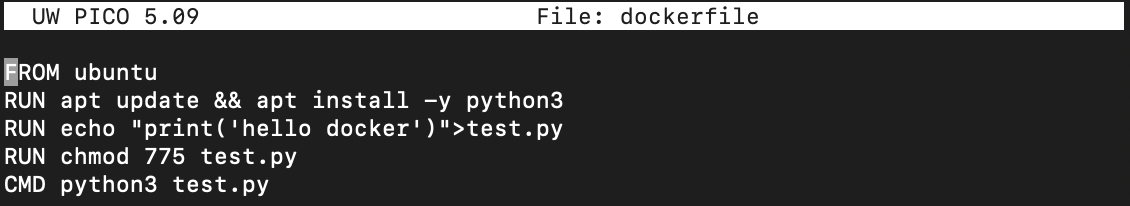 UW PICO 5.09 File: dockerfile
FROM ubuntu
RUN apt update && apt install -y python3
RUN echo "print('hello docker')">test.py
RUN chmod 775 test.py
CMD python3 test.py